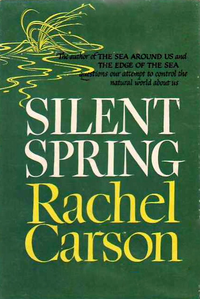 The author of THE SEA AROUND US and
THE EDGE OF THE SEA
questions our attempt to control the
natural world about us
SILENT
SPRING
Rachel
Carson